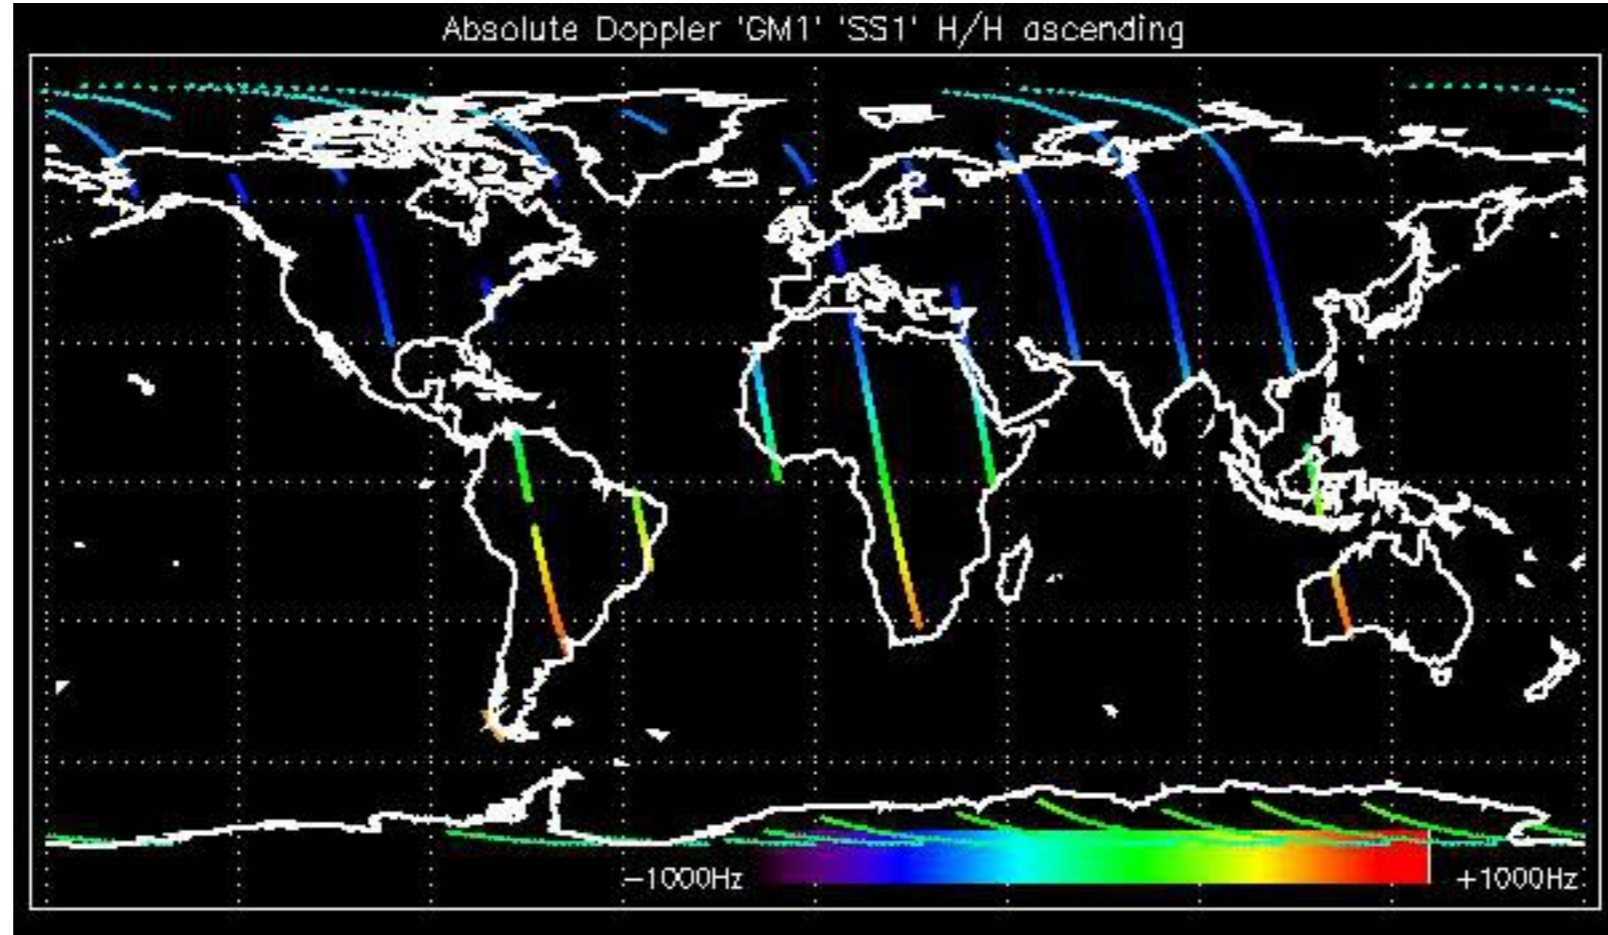 Absolute Doppler 'GM1' 'SS1' H/H ascending
−1000Hz
+1000Hz